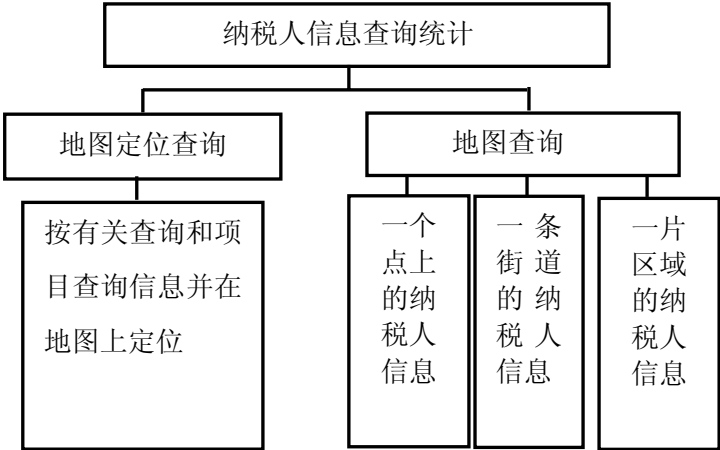 纳税人信息查询统计
地图定位查询
地图查询
按有关查询和项
目查询信息并在
地图上定位
一个
点上
的纳
税人
信息
一条
街道
的纳
税人
信息
一片
区域
的纳
税人
信息